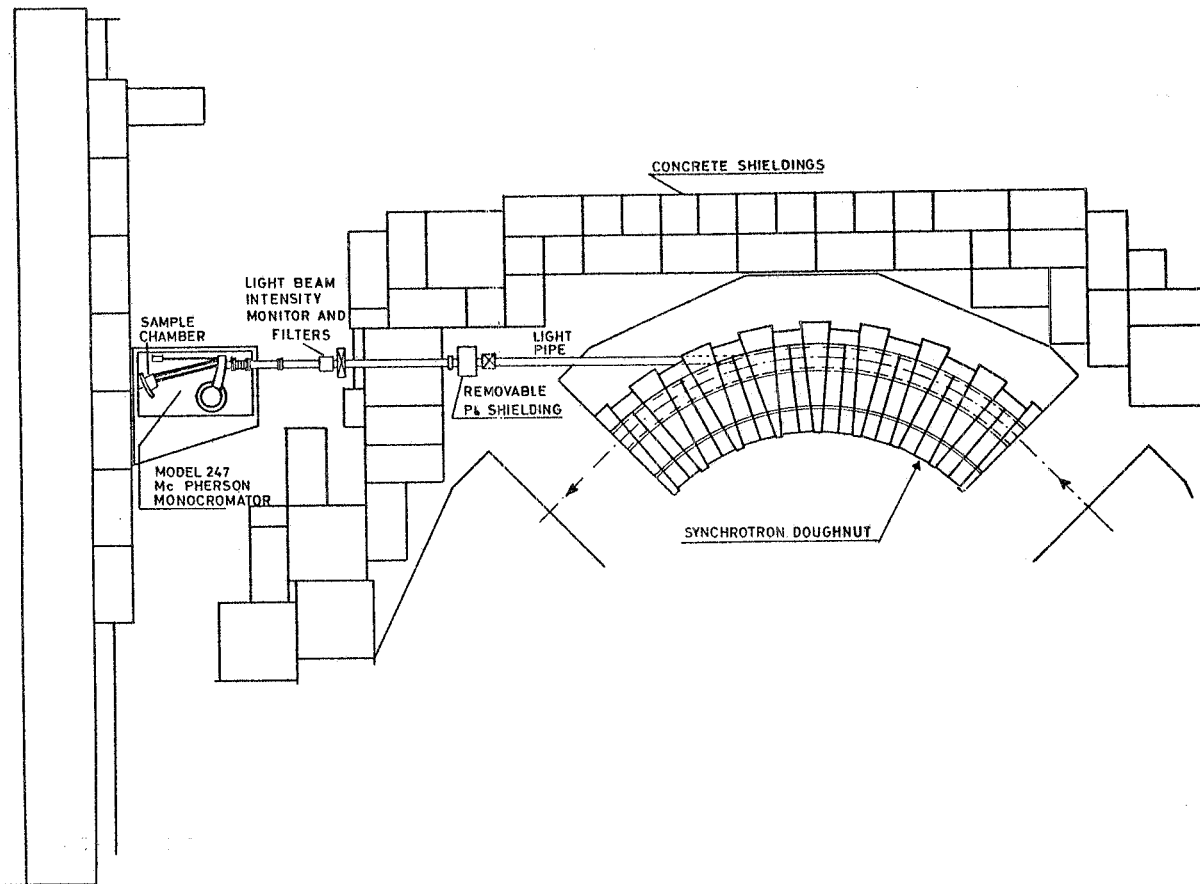 CONCRETE SHIELDINGS
LIGHT BEAM
INTENSITY
MONITOR AND
FILTERS
SAMPLE
CHAMBER
LIGHT
PIPE
REMOVABLE
Pb SHIELDING
MODEL 247
Mc PHERSON
MONOCROMATOR
SYNCHROTRON DOUGHNUT